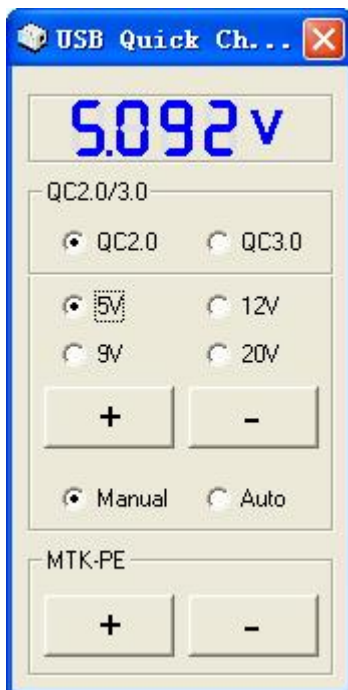 USB Quick Ch...
5.092 V
QC2.0/3.0
QC2.0 QC3.0
5V 12V
9V 20V
+ -
Manual Auto
MTK-PE
+ -